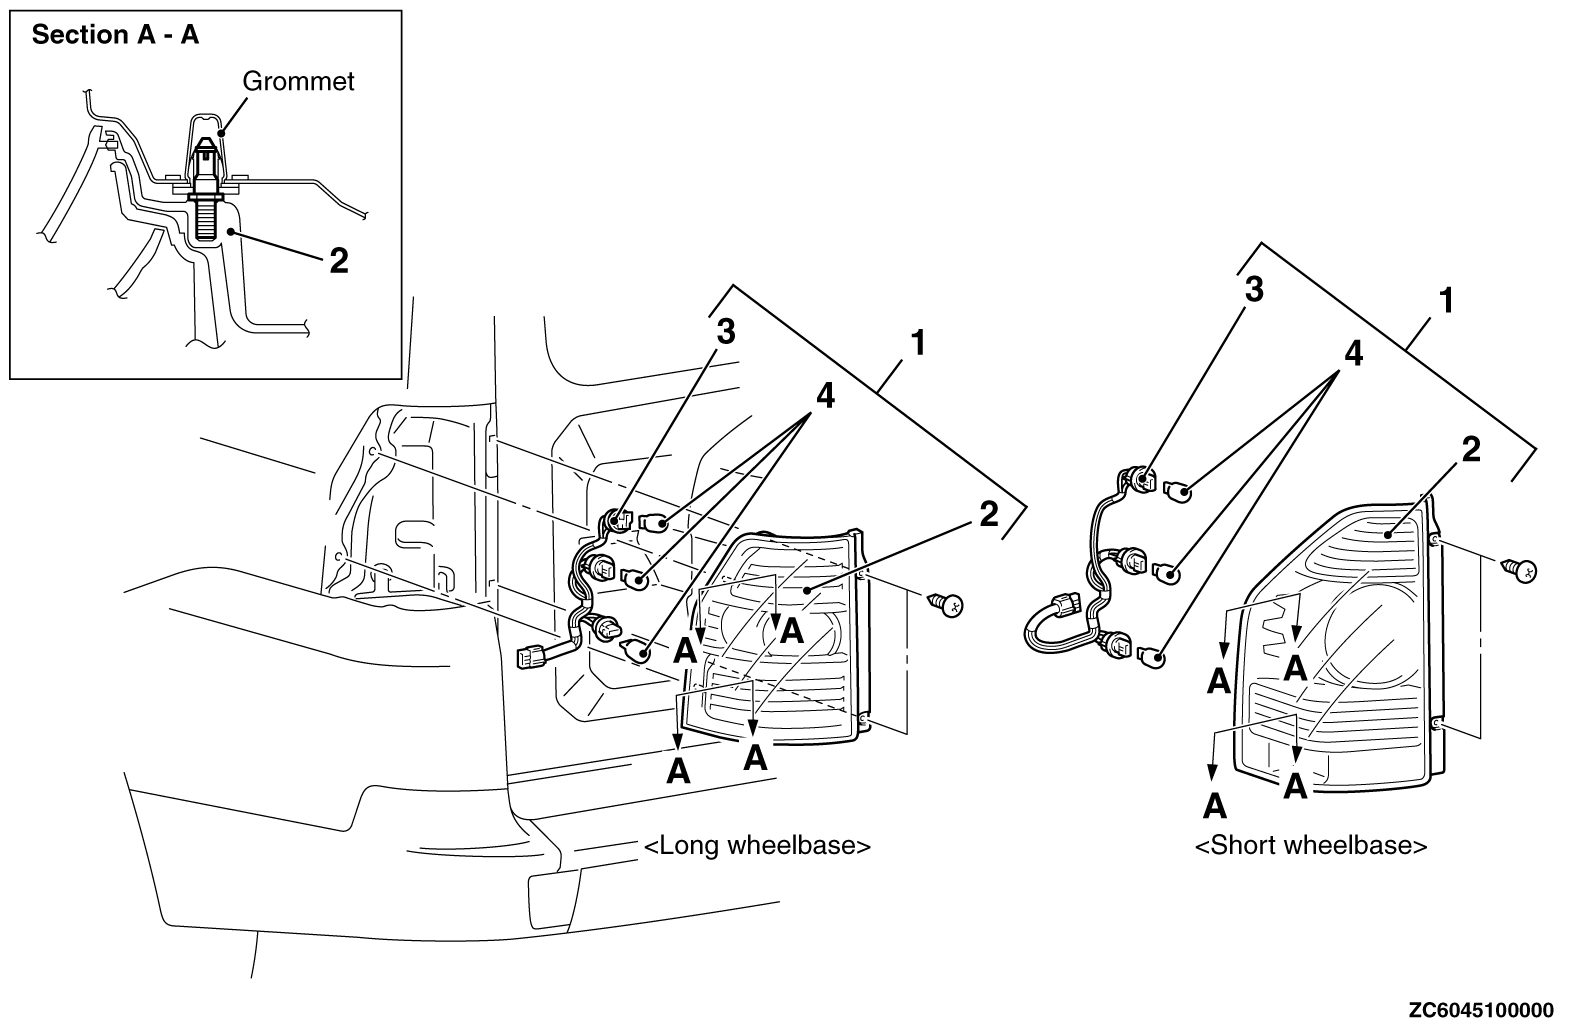 Section A - A
Grommet
2
3
1
4
2
A
A
A
A
<Long wheelbase>
3
1
4
2
A
A
A
A
<Short wheelbase>
ZC6045100000